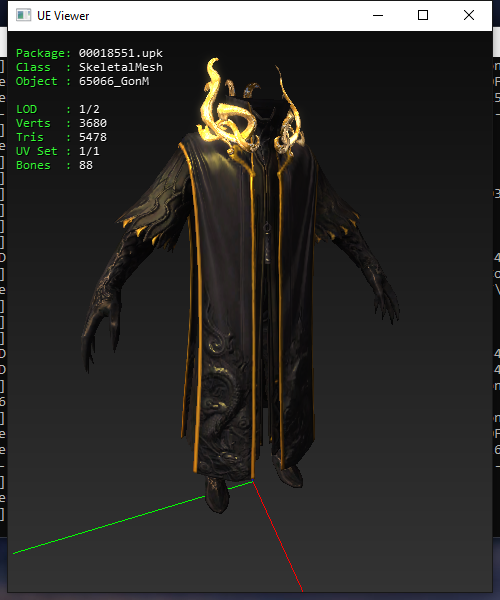 UE Viewer
Package: 00018551.upk
Class : SkeletalMesh
Object : 65066_GonM
LOD : 1/2
Verts : 3680
Tris : 5478
UV Set : 1/1
Bones : 88